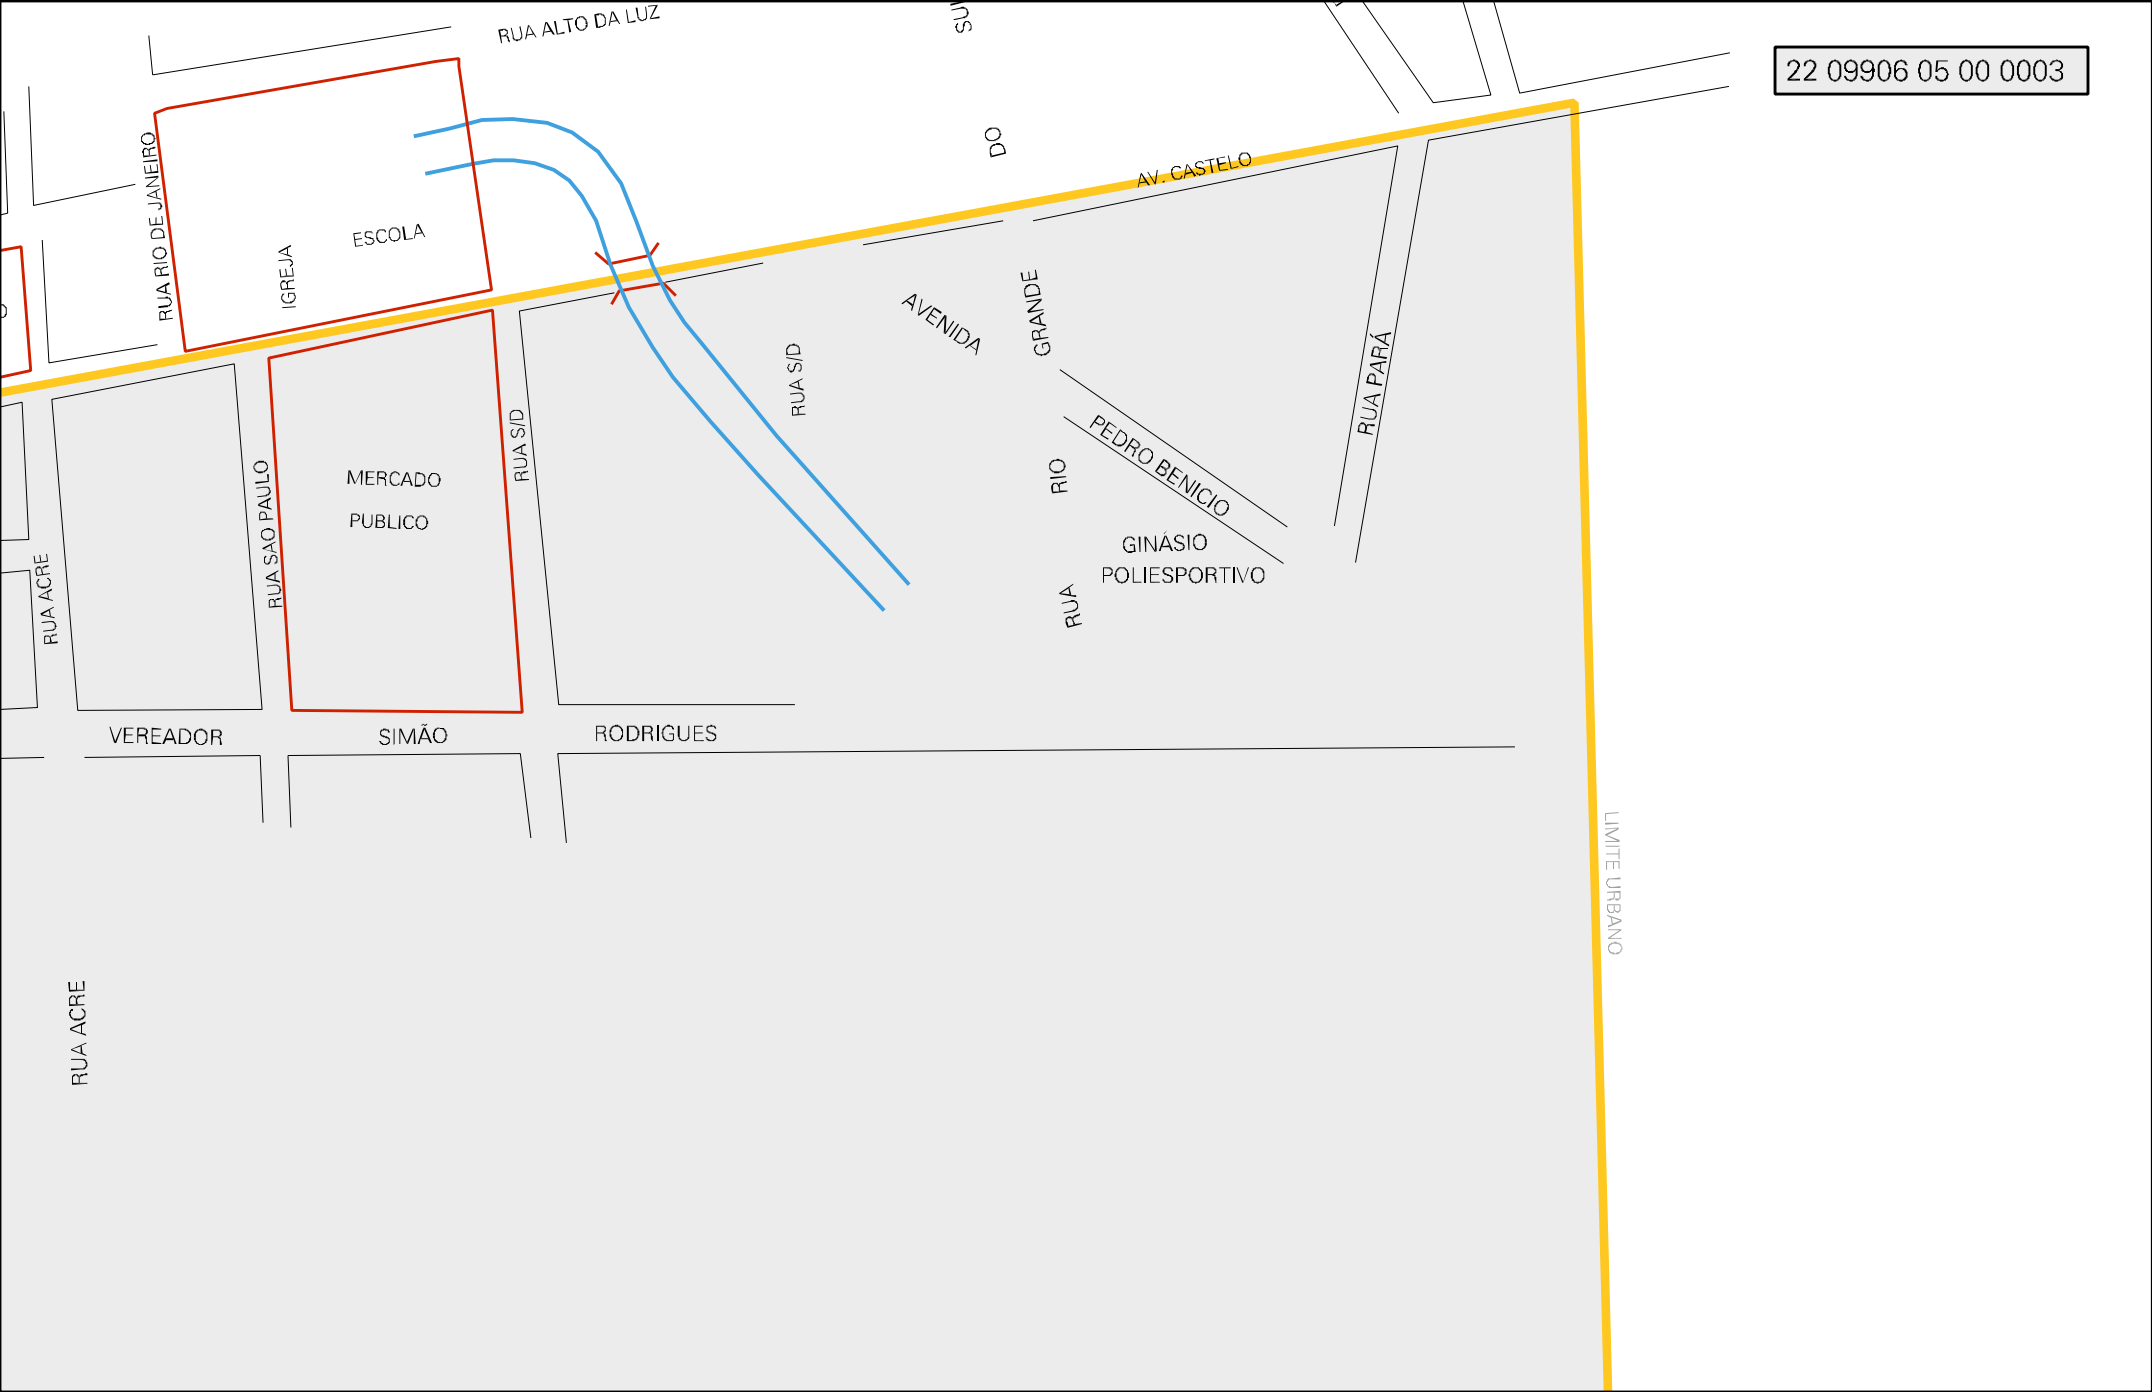 RUA ALTO DA LUZ
22 09906 05 00 0003
DO
RUA RIO DE JANEIRO
AV. CASTELO
ESCOLA
IGREJA
AVENIDA
GRANDE
RUA S/D
RUA PARÁ
RUA S/D
PEDRO BENICIO
MERCADO
PUBLICO
RUA SAO PAULO
RIO
GINÁSIO
POLIESPORTIVO
RUA ACRE
RUA
VEREADOR
SIMÃO
RODRIGUES
LIMITE URBANO
RUA ACRE